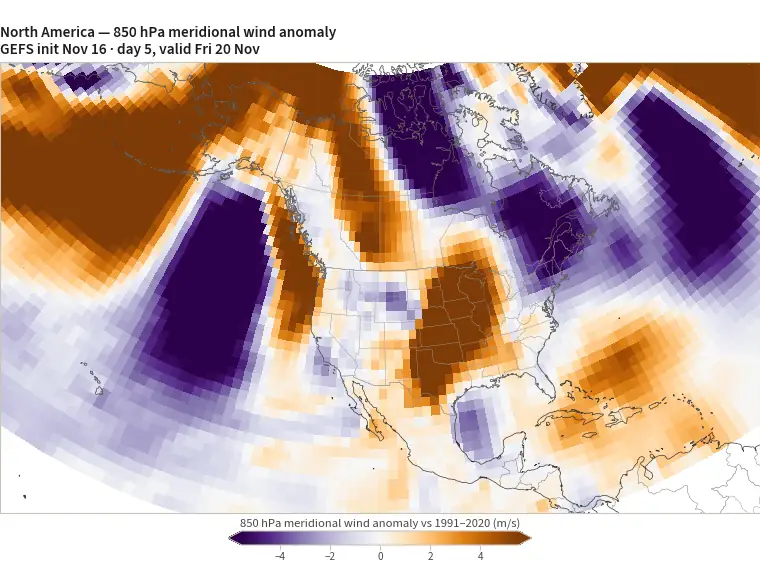 North America — 850 hPa meridional wind anomaly
GEFS init Nov 16 · day 5, valid Fri 20 Nov
850 hPa meridional wind anomaly vs 1991–2020 (m/s)
−4 −2 0 2 4